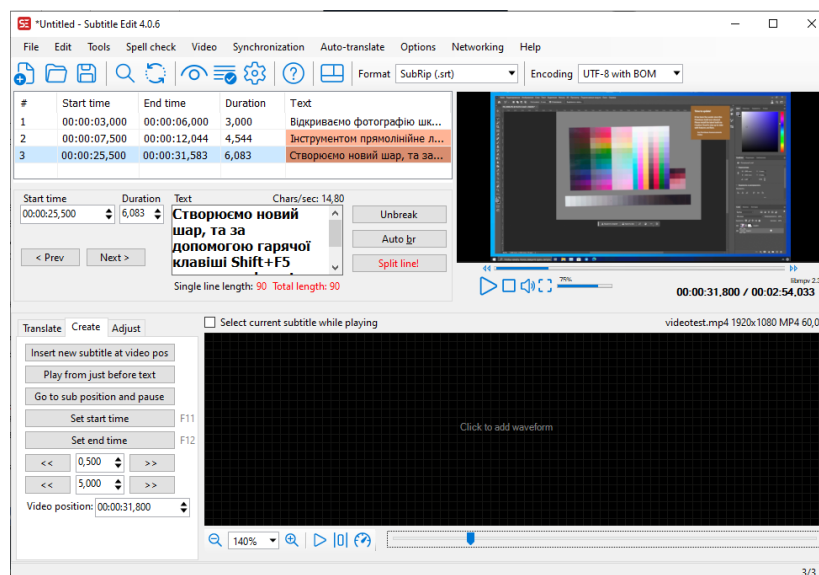 *Untitled - Subtitle Edit 4.0.6
File Edit Tools Spell check Video Synchronization Auto-translate Options Networking Help
Format SubRip (.srt) Encoding UTF-8 with BOM
# Start time End time Duration Text
1 00:00:03,000 00:00:06,000 3,000 Відкриваємо фотографію шк...
2 00:00:07,500 00:00:12,044 4,544 Інструментом прямолінійне л...
3 00:00:25,500 00:00:31,583 6,083 Створюємо новий шар, та за...
Start time Duration Text Chars/sec: 14,80
00:00:25,500 6,083
Створюємо новий
шар, та за
допомогою гарячої
клавіші Shift+F5
Unbreak
Auto br
Split line!
< Prev Next >
Single line length: 90 Total length: 90
75%
libmpv 2.
00:00:31,800 / 00:02:54,033
Translate Create Adjust
Select current subtitle while playing
videotest.mp4 1920x1080 MP4 60,0
Insert new subtitle at video pos
Play from just before text
Go to sub position and pause
Set start time F11
Set end time F12
<< 0,500 >>
<< 5,000 >>
Video position: 00:00:31,800
Click to add waveform
140%
3/3